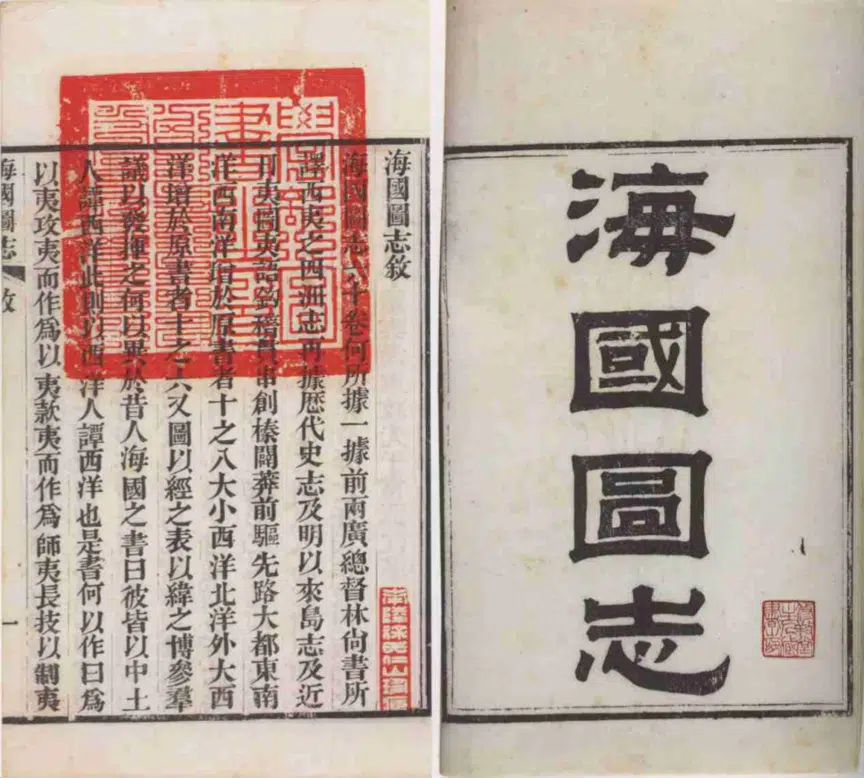 海國圖志
海國圖志敘
海國圖志六十卷何所據一據前兩廣總督林尚書所
譯西夷之四洲志再據歷代史志及明以來島志及近
日夷圖夷語鉤稽貫串創榛闢莽前驅先路大都東南
洋西南洋增於原書者十之八大小西洋北洋外大西
洋增於原書者十之六又圖以經之表以緯之博參羣
議以發揮之何以異於昔人海國之書曰彼皆以中土
人譚西洋此則以西洋人譚西洋也是書何以作曰爲
以夷攻夷而作爲以夷款夷而作爲師夷長技以制夷
海國圖志 敘 一